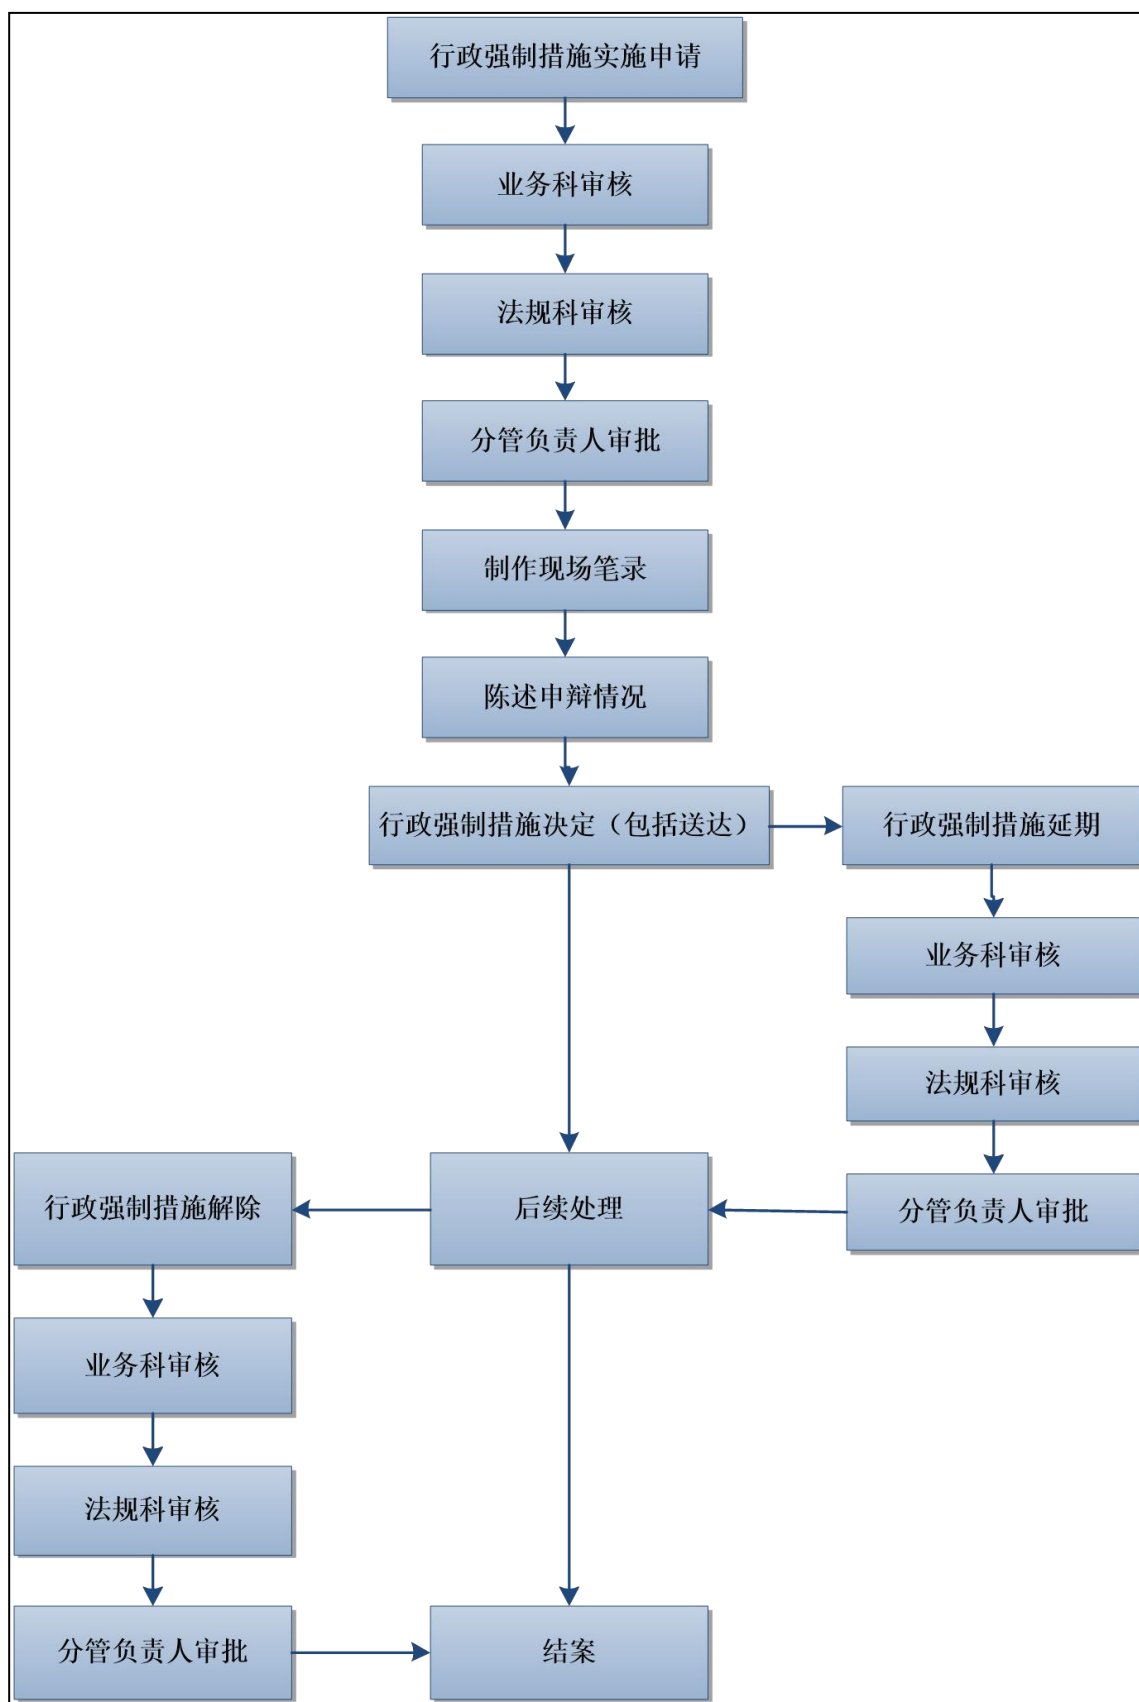 行政强制措施实施申请
业务科审核
法规科审核
分管负责人审批
制作现场笔录
陈述申辩情况
行政强制措施决定（包括送达）
行政强制措施延期
业务科审核
法规科审核
分管负责人审批
后续处理
行政强制措施解除
业务科审核
法规科审核
分管负责人审批
结案